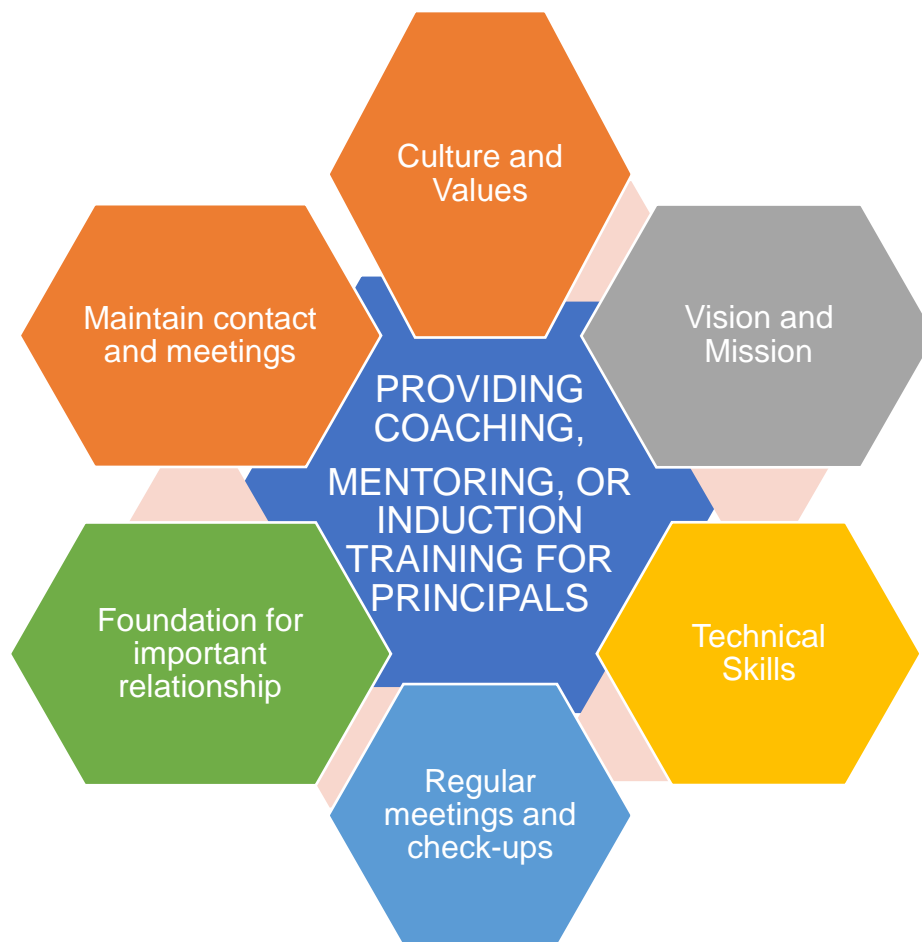 Culture and
Values
Vision and
Mission
Technical
Skills
Regular
meetings and
check-ups
Foundation for
important
relationship
Maintain contact
and meetings
PROVIDING
COACHING,
MENTORING, OR
INDUCTION
TRAINING FOR
PRINCIPALS